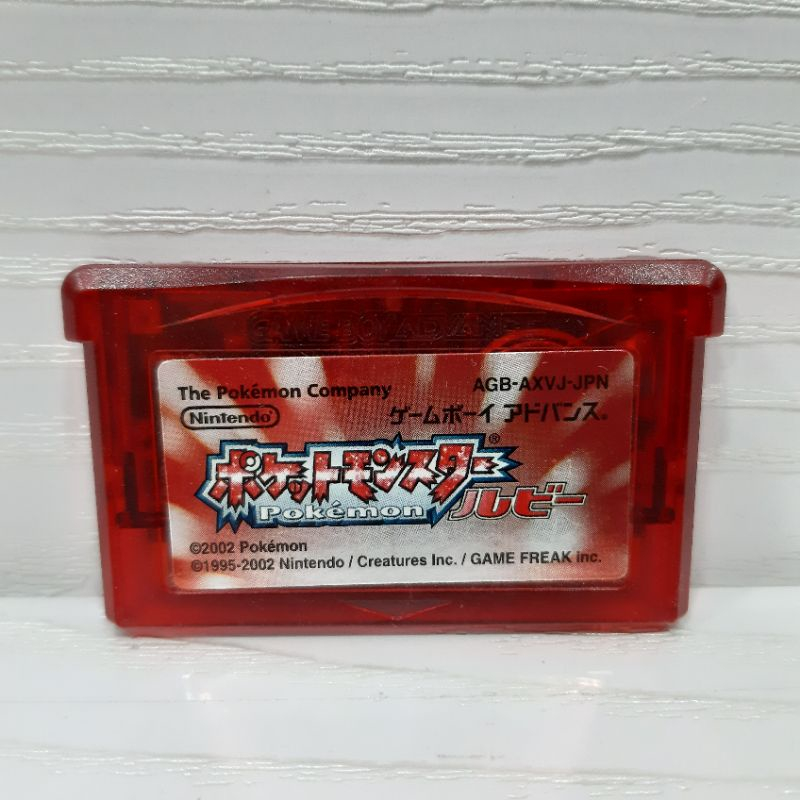 GAME BOY ADVANCE
The Pokémon Company
AGB-AXVJ-JPN
Nintendo
ゲームボーイ アドバンス®
ポケットモンスター®
Pokémon
ルビー
©2002 Pokémon
©1995-2002 Nintendo / Creatures Inc. / GAME FREAK inc.